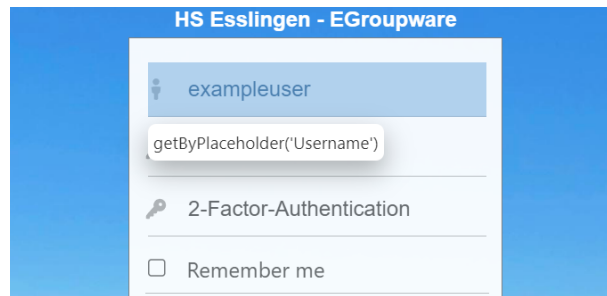 HS Esslingen - EGroupware
exampleuser
getByPlaceholder('Username')
2-Factor-Authentication
Remember me